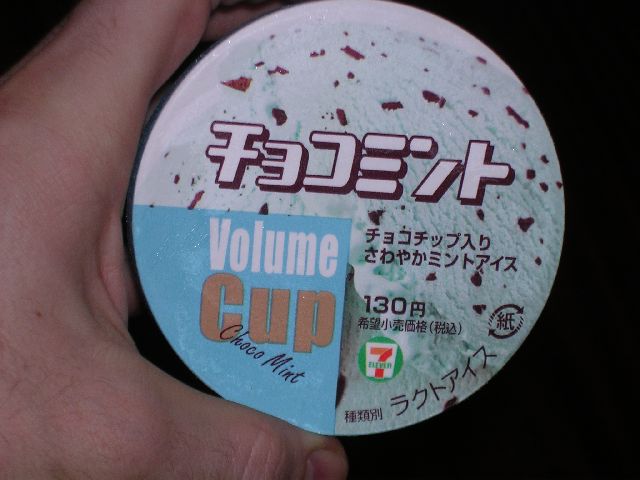 チョコミント
Volume
Cup
Choco Mint
チョコチップ入り
さわやかミントアイス
130円
希望小売価格(税込)
紙
7
ELEVEN
種類別 ラクトアイス